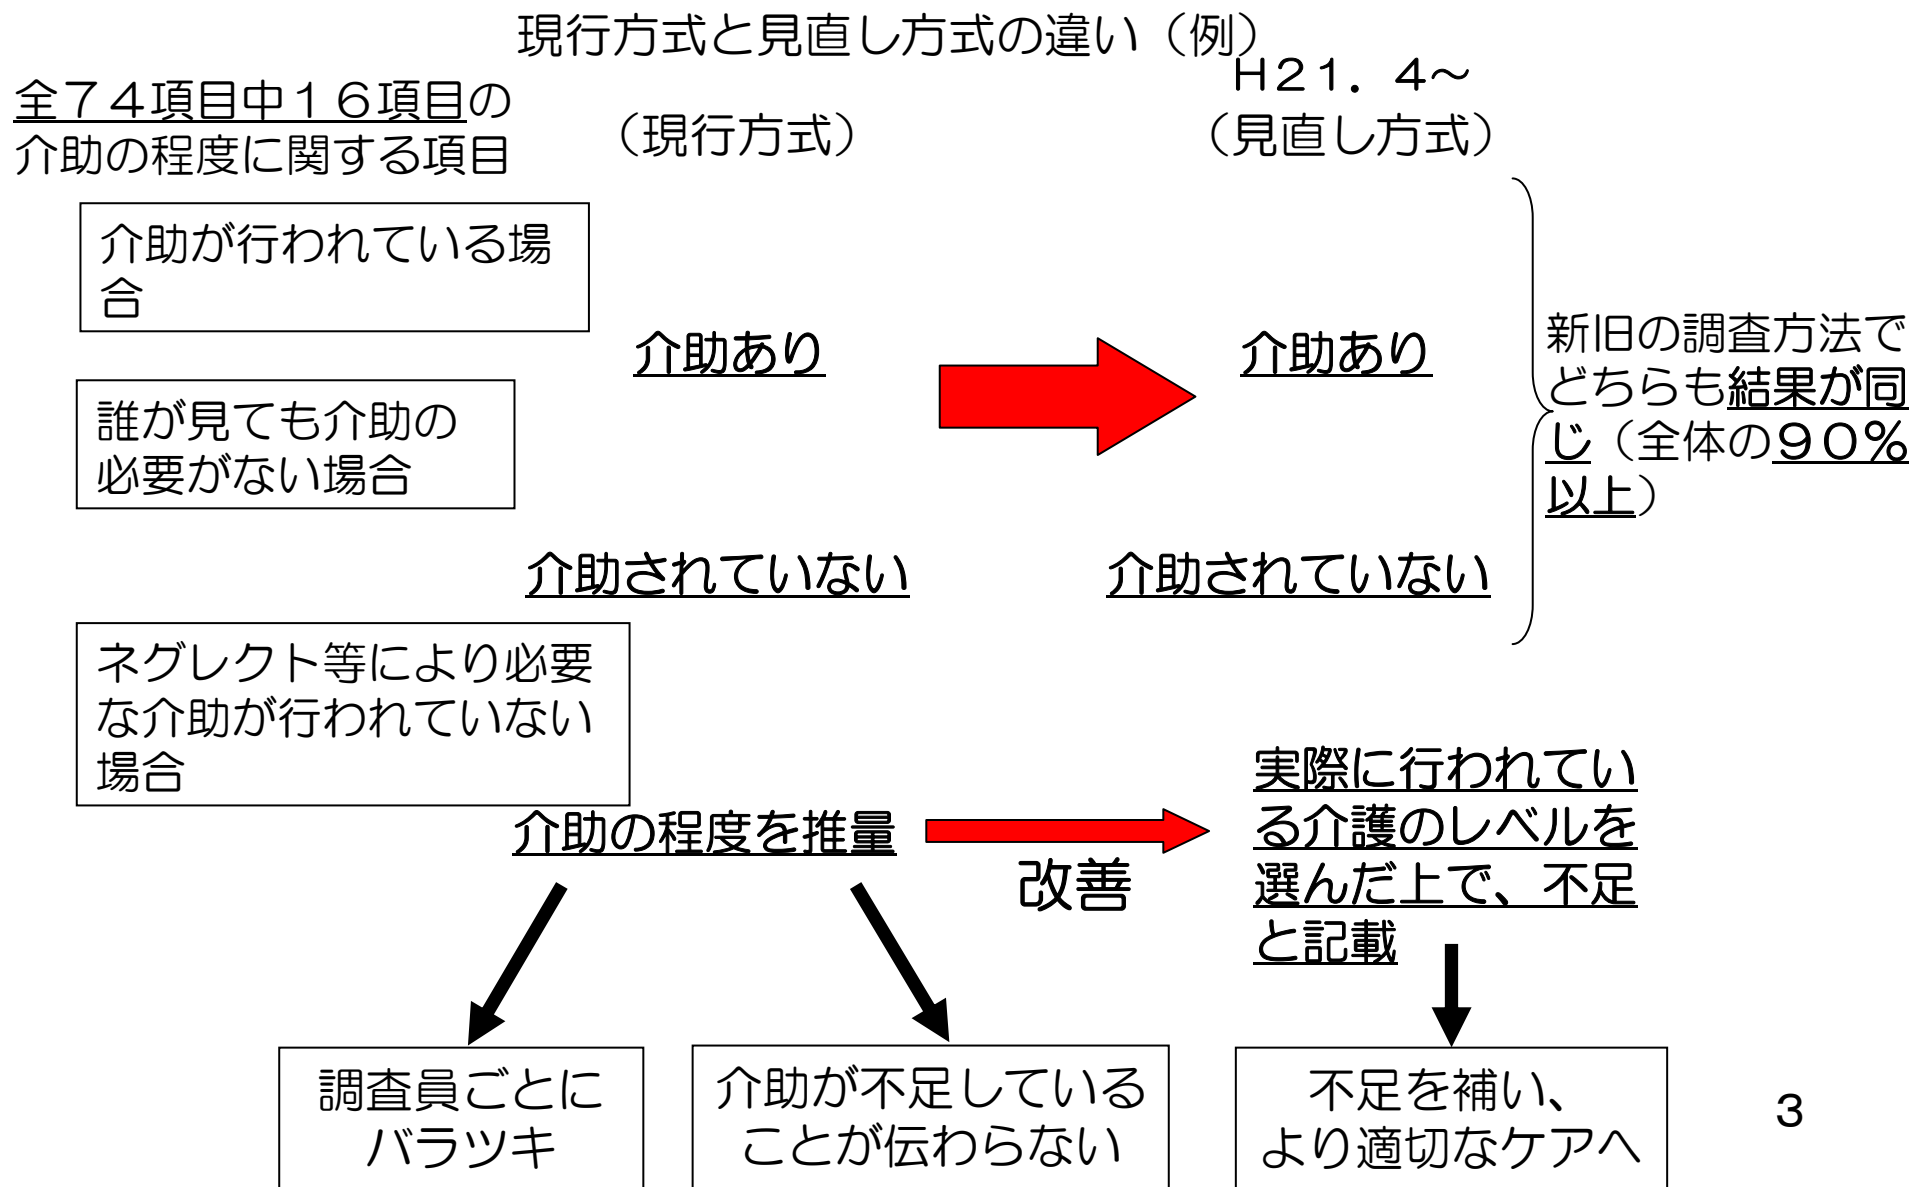 現行方式と見直し方式の違い（例）
Ｈ２１．４～
全７４項目中１６項目の
介助の程度に関する項目
（現行方式）
（見直し方式）
介助が行われている場
合
介助あり
介助あり
誰が見ても介助の
必要がない場合
介助されていない
介助されていない
新旧の調査方法で
どちらも結果が同
じ（全体の９０％
以上）
ネグレクト等により必要
な介助が行われていない
場合
介助の程度を推量
改善
実際に行われてい
る介護のレベルを
選んだ上で、不足
と記載
調査員ごとに
バラツキ
介助が不足している
ことが伝わらない
不足を補い、
より適切なケアへ
3